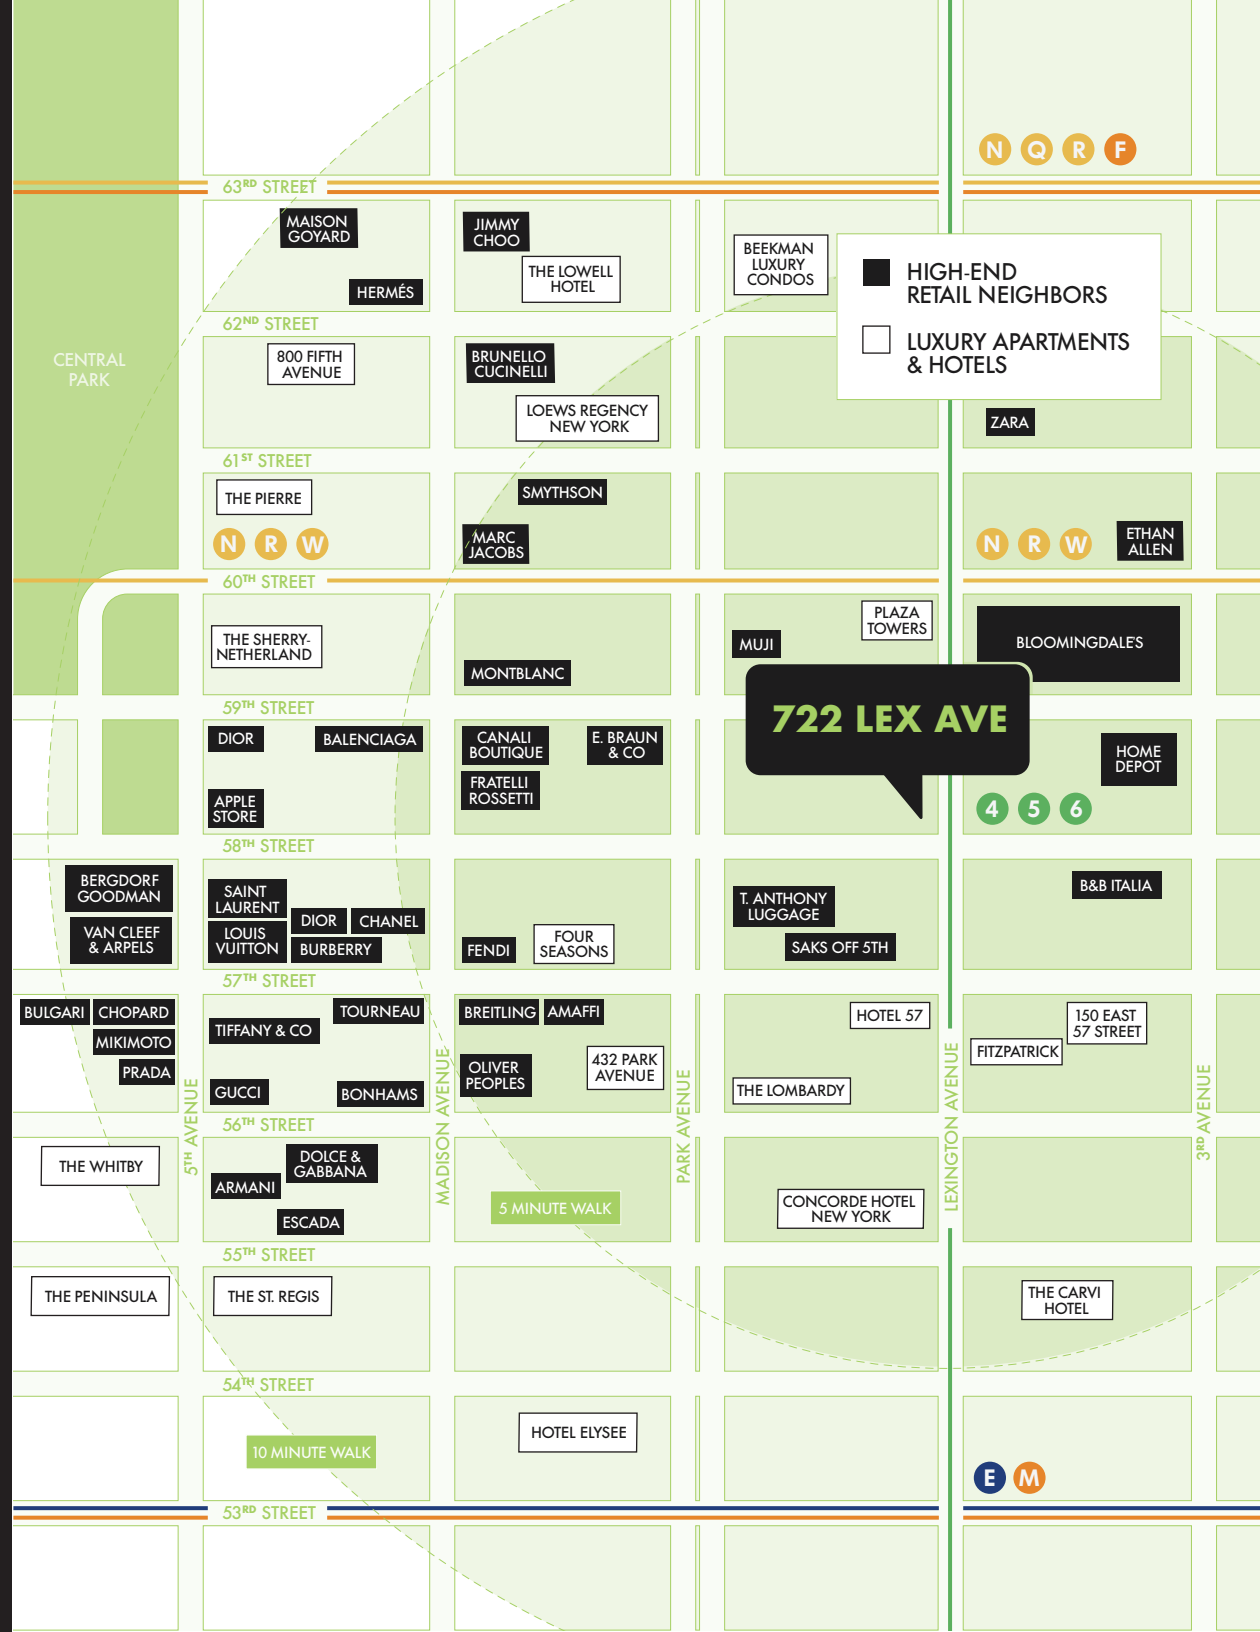 N Q R F
63RD STREET
MAISON
GOYARD
HERMÉS
JIMMY
CHOO
THE LOWELL
HOTEL
BEEKMAN
LUXURY
CONDOS
HIGH-END
RETAIL NEIGHBORS
LUXURY APARTMENTS
& HOTELS
62ND STREET
CENTRAL
PARK
800 FIFTH
AVENUE
BRUNELLO
CUCINELLI
LOEWS REGENCY
NEW YORK
ZARA
61ST STREET
THE PIERRE
N R W
SMYTHSON
MARC
JACOBS
N R W
ETHAN
ALLEN
60TH STREET
THE SHERRY-
NETHERLAND
MONTBLANC
MUJI
PLAZA
TOWERS
BLOOMINGDALE'S
59TH STREET
722 LEX AVE
DIOR
BALENCIAGA
APPLE
STORE
CANALI
BOUTIQUE
E. BRAUN
& CO
FRATELLI
ROSSETTI
HOME
DEPOT
4 5 6
58TH STREET
BERGDORF
GOODMAN
VAN CLEEF
& ARPELS
SAINT
LAURENT
DIOR
CHANEL
LOUIS
VUITTON
BURBERRY
FENDI
FOUR
SEASONS
T. ANTHONY
LUGGAGE
SAKS OFF 5TH
B&B ITALIA
57TH STREET
BULGARI
CHOPARD
MIKIMOTO
PRADA
TOURNEAU
TIFFANY & CO
GUCCI
BONHAMS
BREITLING
AMAFFI
OLIVER
PEOPLES
432 PARK
AVENUE
HOTEL 57
THE LOMBARDY
150 EAST
57 STREET
FITZPATRICK
5TH AVENUE
MADISON AVENUE
PARK AVENUE
LEXINGTON AVENUE
3RD AVENUE
56TH STREET
THE WHITBY
DOLCE &
GABBANA
ARMANI
ESCADA
5 MINUTE WALK
CONCORDE HOTEL
NEW YORK
55TH STREET
THE PENINSULA
THE ST. REGIS
THE CARVI
HOTEL
54TH STREET
10 MINUTE WALK
HOTEL ELYSEE
E M
53RD STREET